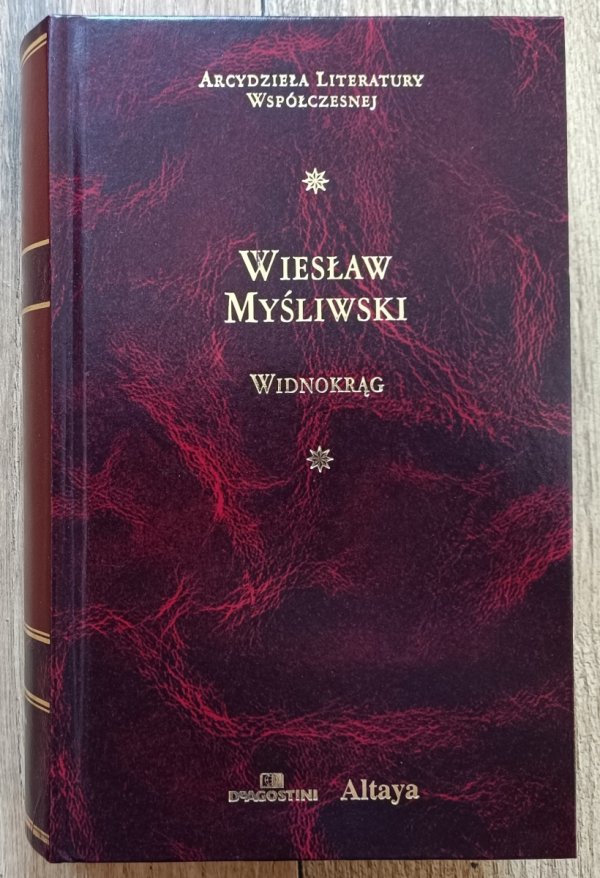 Arcydzieła Literatury
Współczesnej
Wiesław
Myśliwski
Widnokrąg
DeAGOSTINI Altaya